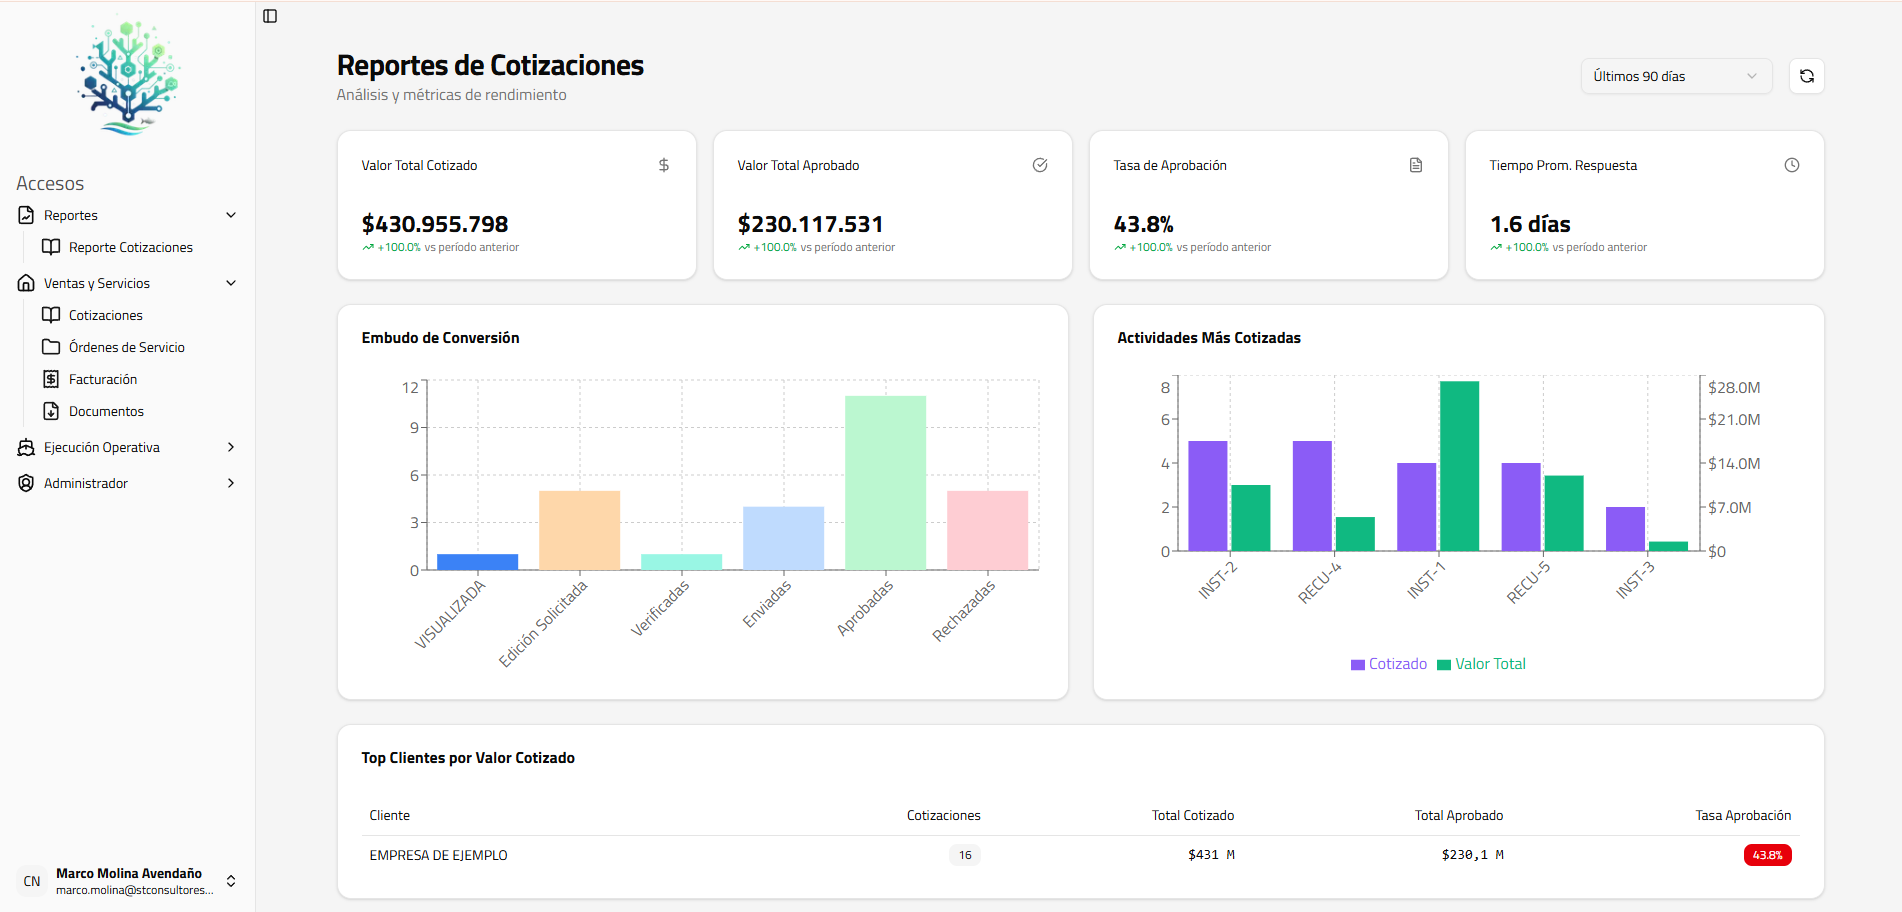 Accesos
Reportes
Reporte Cotizaciones
Ventas y Servicios
Cotizaciones
Órdenes de Servicio
Facturación
Documentos
Ejecución Operativa
Administrador
CN
Marco Molina Avendaño
marco.molina@stconsultores...
Reportes de Cotizaciones
Análisis y métricas de rendimiento
Últimos 90 días
Valor Total Cotizado
$430.955.798
+100.0% vs período anterior
Valor Total Aprobado
$230.117.531
+100.0% vs período anterior
Tasa de Aprobación
43.8%
+100.0% vs período anterior
Tiempo Prom. Respuesta
1.6 días
+100.0% vs período anterior
Embudo de Conversión
12
9
6
3
0
VISUALIZADA
Edición Solicitada
Verificadas
Enviadas
Aprobadas
Rechazadas
Actividades Más Cotizadas
8
6
4
2
0
$28.0M
$21.0M
$14.0M
$7.0M
$0
INST-2
RECU-4
INST-1
RECU-5
INST-3
Cotizado Valor Total
Top Clientes por Valor Cotizado
Cliente Cotizaciones Total Cotizado Total Aprobado Tasa Aprobación
EMPRESA DE EJEMPLO 16 $431 M $230,1 M 43.8%